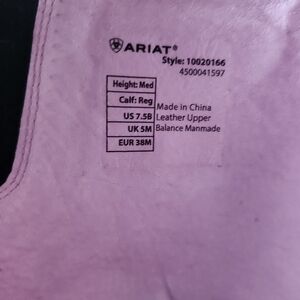 ARIAT®
Style: 10020166
4500041597
Height: Med
Calf: Reg
Made in China
US 7.5B Leather Upper
UK 5M Balance Manmade
EUR 38M